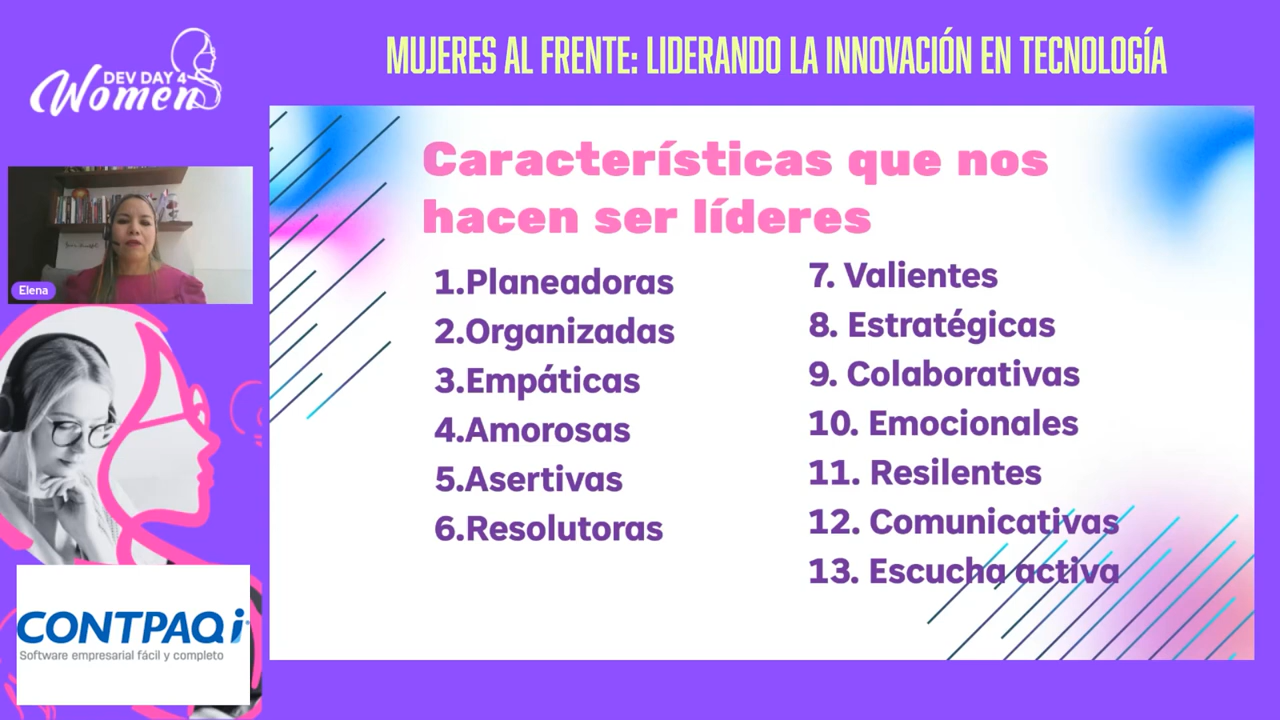 DEV DAY 4
Women
MUJERES AL FRENTE: LIDERANDO LA INNOVACIÓN EN TECNOLOGÍA
Elena
CONTPAQi
Software empresarial fácil y completo
Características que nos
hacen ser líderes
1.Planeadoras
2.Organizadas
3.Empáticas
4.Amorosas
5.Asertivas
6.Resolutoras
7. Valientes
8. Estratégicas
9. Colaborativas
10. Emocionales
11. Resilentes
12. Comunicativas
13. Escucha activa